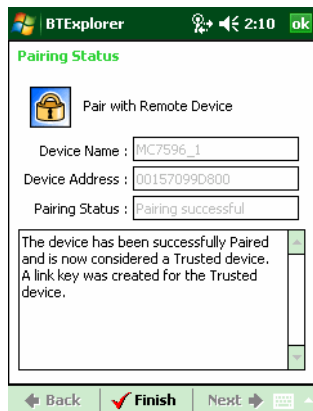 BTExplorer 2:10 ok
Pairing Status
Pair with Remote Device
Device Name : MC7596_1
Device Address : 00157099D800
Pairing Status : Pairing successful
The device has been successfully Paired
and is now considered a Trusted device.
A link key was created for the Trusted
device.
Back Finish Next